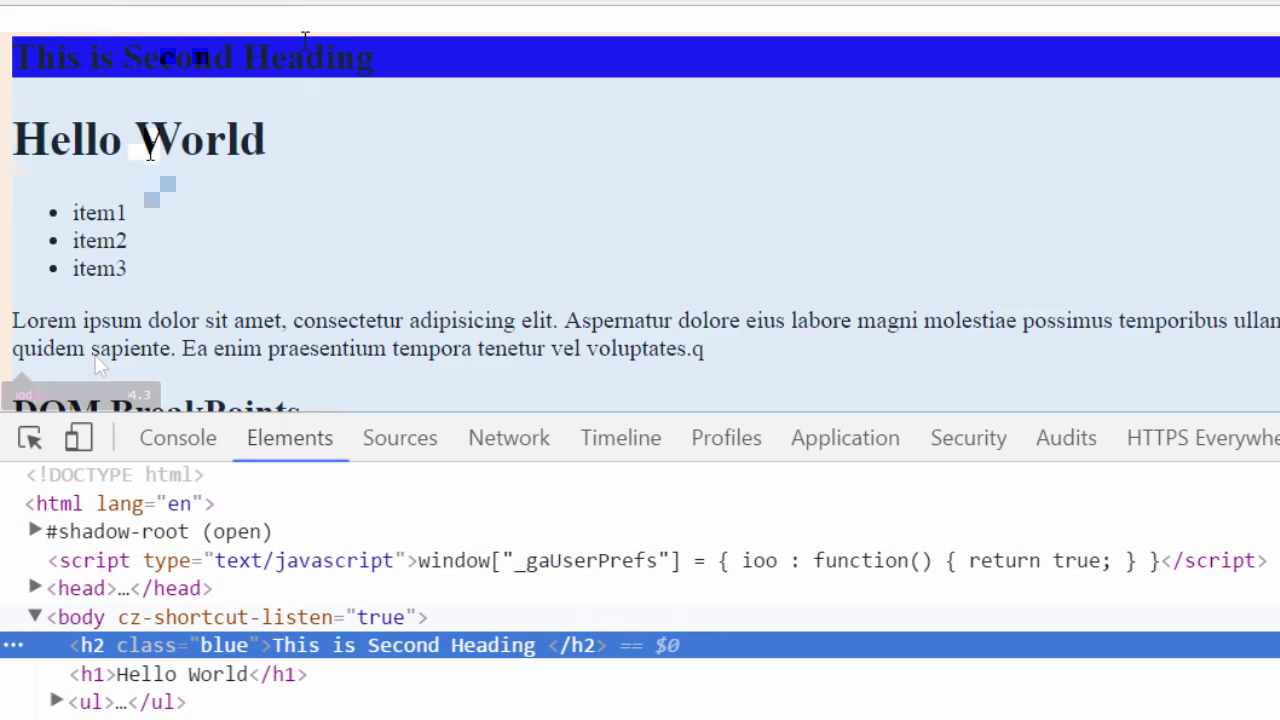 This is Second Heading
Hello World
• item1
• item2
• item3
Lorem ipsum dolor sit amet, consectetur adipisicing elit. Aspernatur dolore eius labore magni molestiae possimus temporibus ullan
quidem sapiente. Ea enim praesentium tempora tenetur vel voluptates.q
4.3
DOM BreakPoints
Console Elements Sources Network Timeline Profiles Application Security Audits HTTPS Everywhe
<!DOCTYPE html>
<html lang="en">
▶#shadow-root (open)
<script type="text/javascript">window["_gaUserPrefs"] = { ioo : function() { return true; } }</script>
▶<head>…</head>
▼<body cz-shortcut-listen="true">
••• <h2 class="blue">This is Second Heading </h2> == $0
<h1>Hello World</h1>
▶<ul>…</ul>